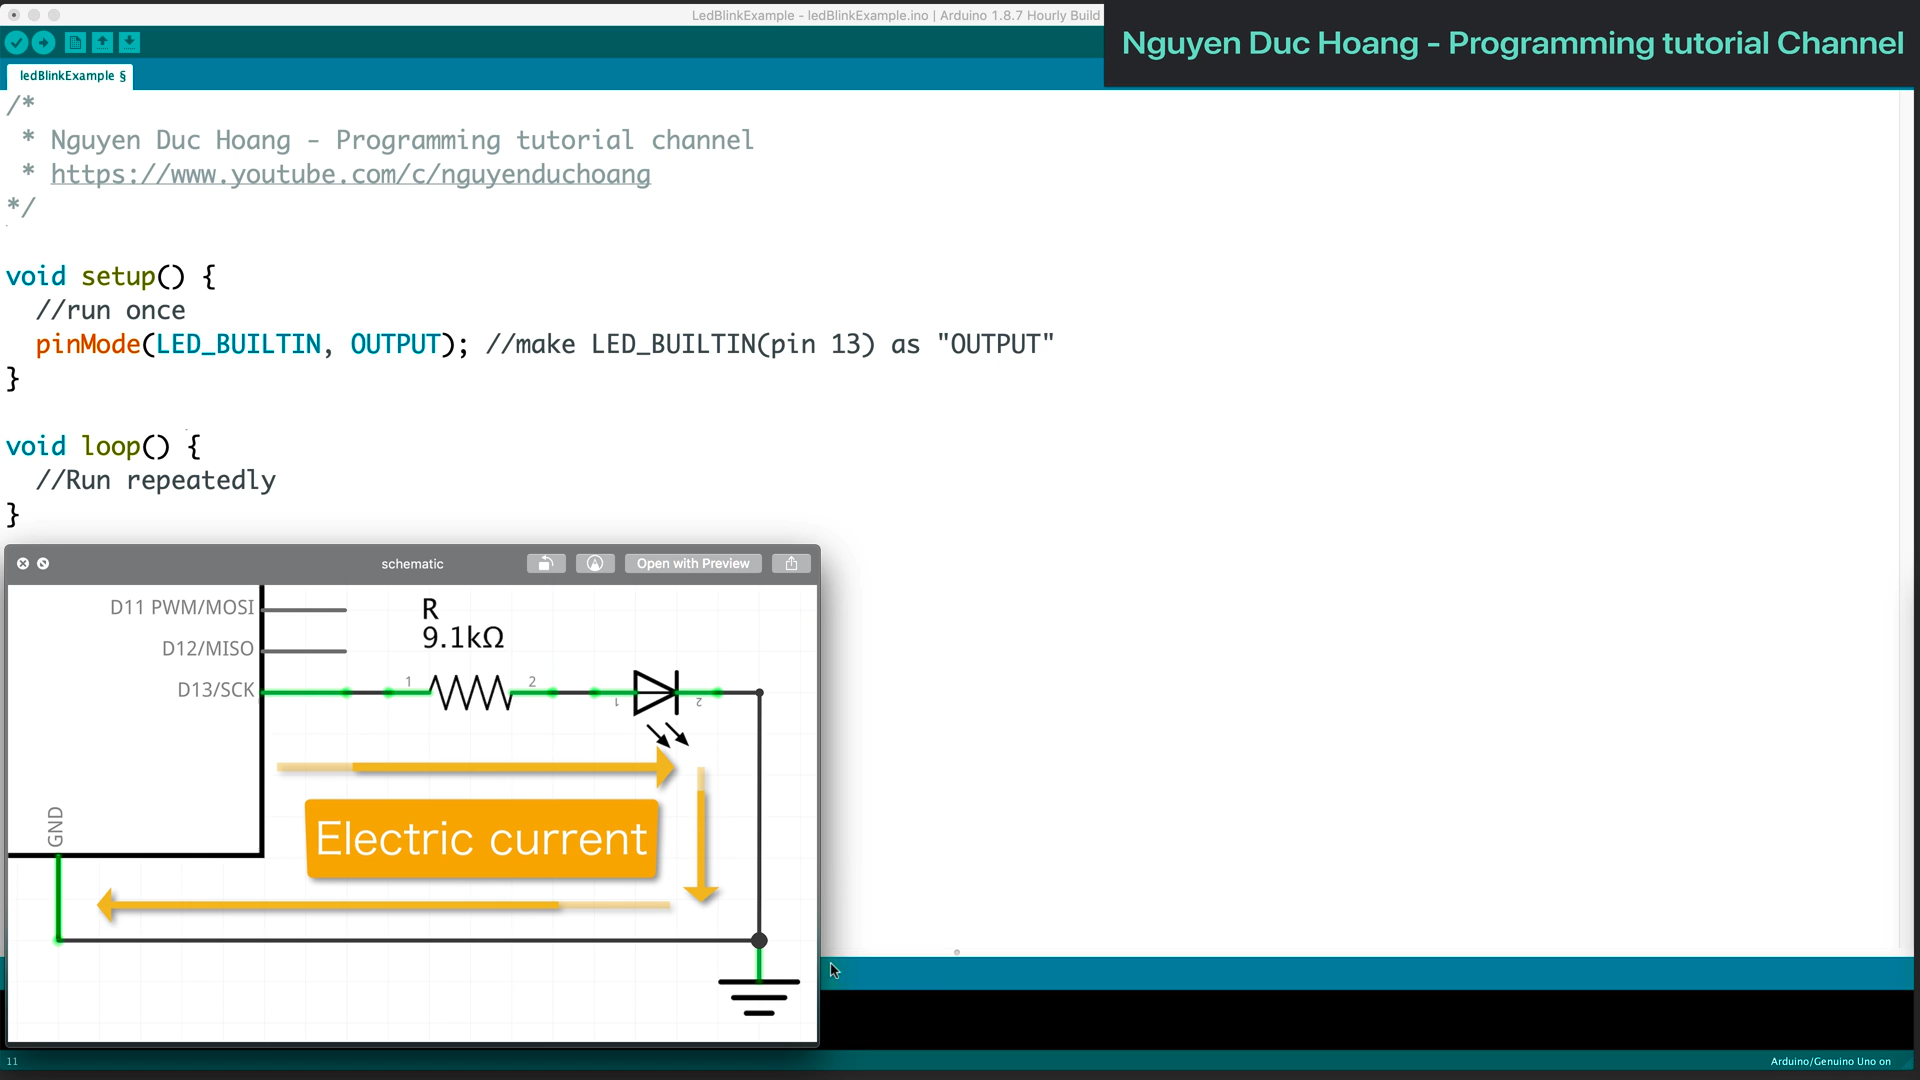 LedBlinkExample - ledBlinkExample.ino | Arduino 1.8.7 Hourly Build
Nguyen Duc Hoang - Programming tutorial Channel
ledBlinkExample §
/*
* Nguyen Duc Hoang - Programming tutorial channel
* https://www.youtube.com/c/nguyenduchoang
*/
void setup() {
//run once
pinMode(LED_BUILTIN, OUTPUT); //make LED_BUILTIN(pin 13) as "OUTPUT"
}
void loop() {
//Run repeatedly
}
schematic
Open with Preview
D11 PWM/MOSI
R
9.1kΩ
D12/MISO
D13/SCK
1
2
1
2
GND
Electric current
11
Arduino/Genuino Uno on